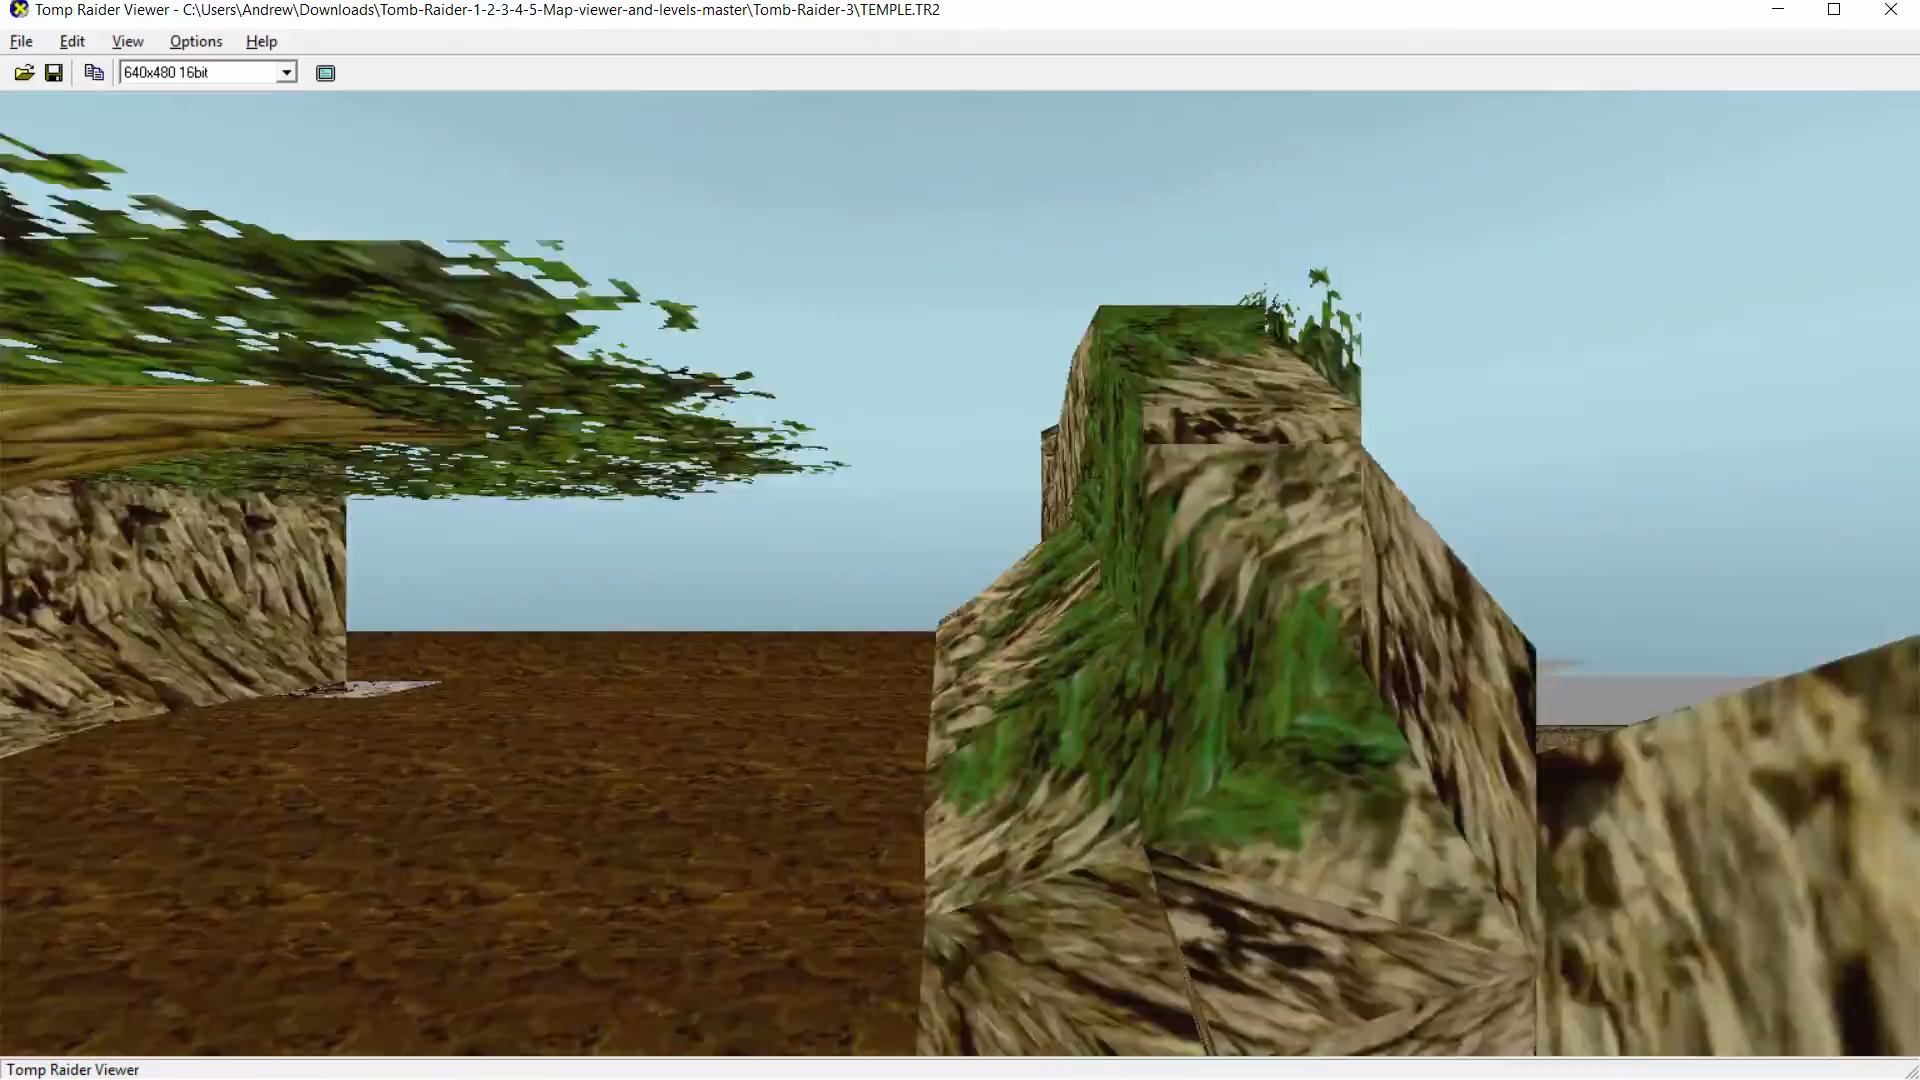 Tomp Raider Viewer - C:\Users\Andrew\Downloads\Tomb-Raider-1-2-3-4-5-Map-viewer-and-levels-master\Tomb-Raider-3\TEMPLE.TR2
File Edit View Options Help
640x480 16bit
Tomp Raider Viewer